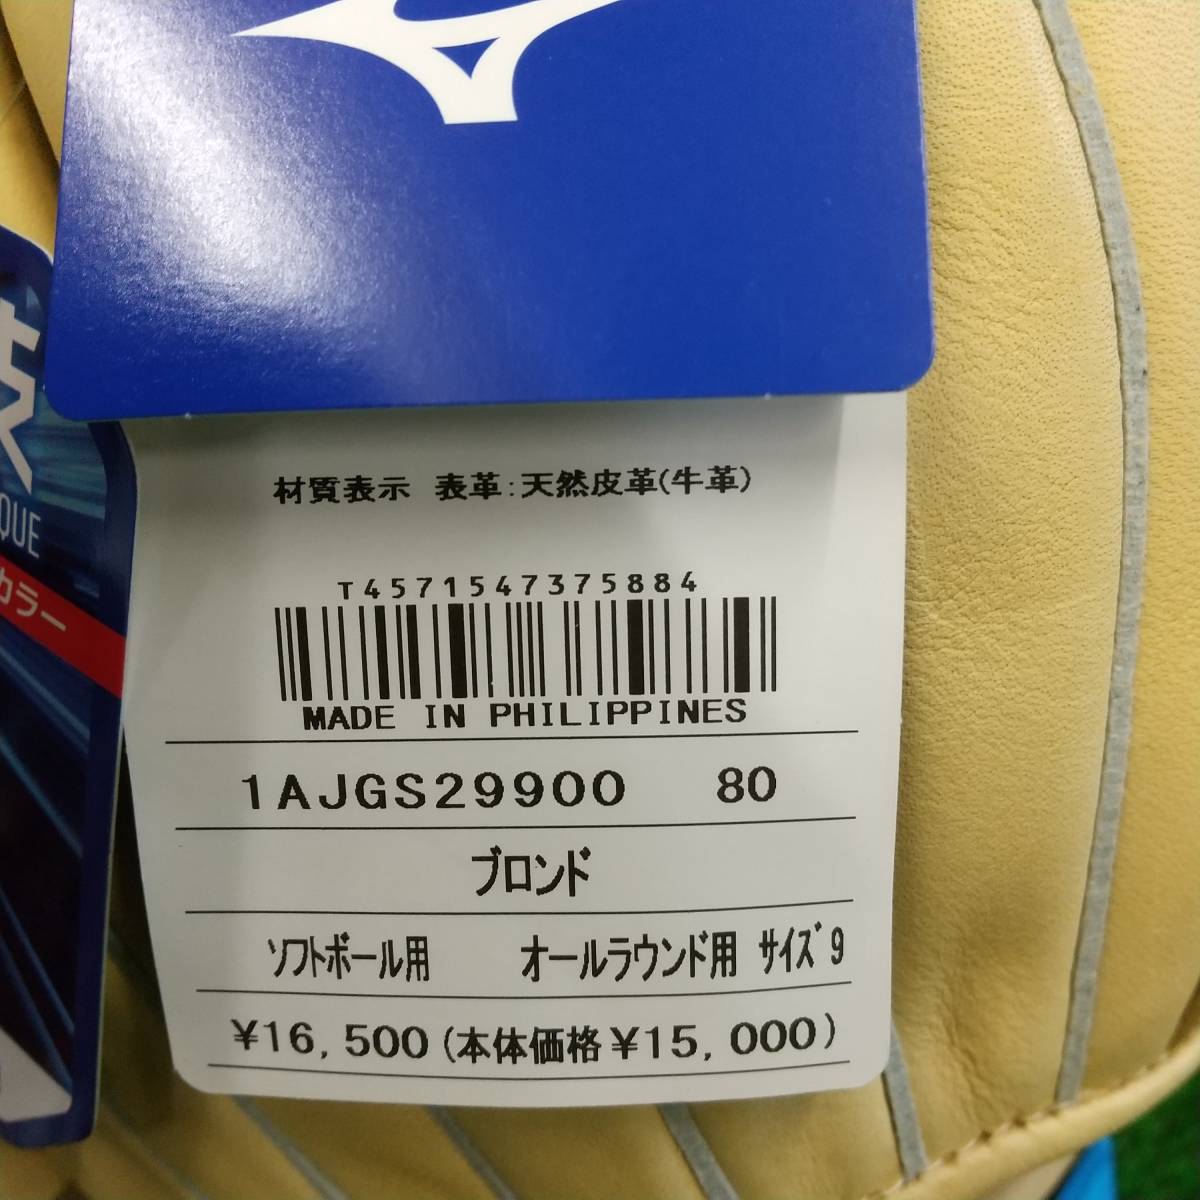 技
QUE
カラー
材質表示 表革:天然皮革(牛革)
T4571547375884
MADE IN PHILIPPINES
1AJGS29900 80
ブロンド
ソフトボール用 オールラウンド用 サイズ9
¥16,500(本体価格¥15,000)